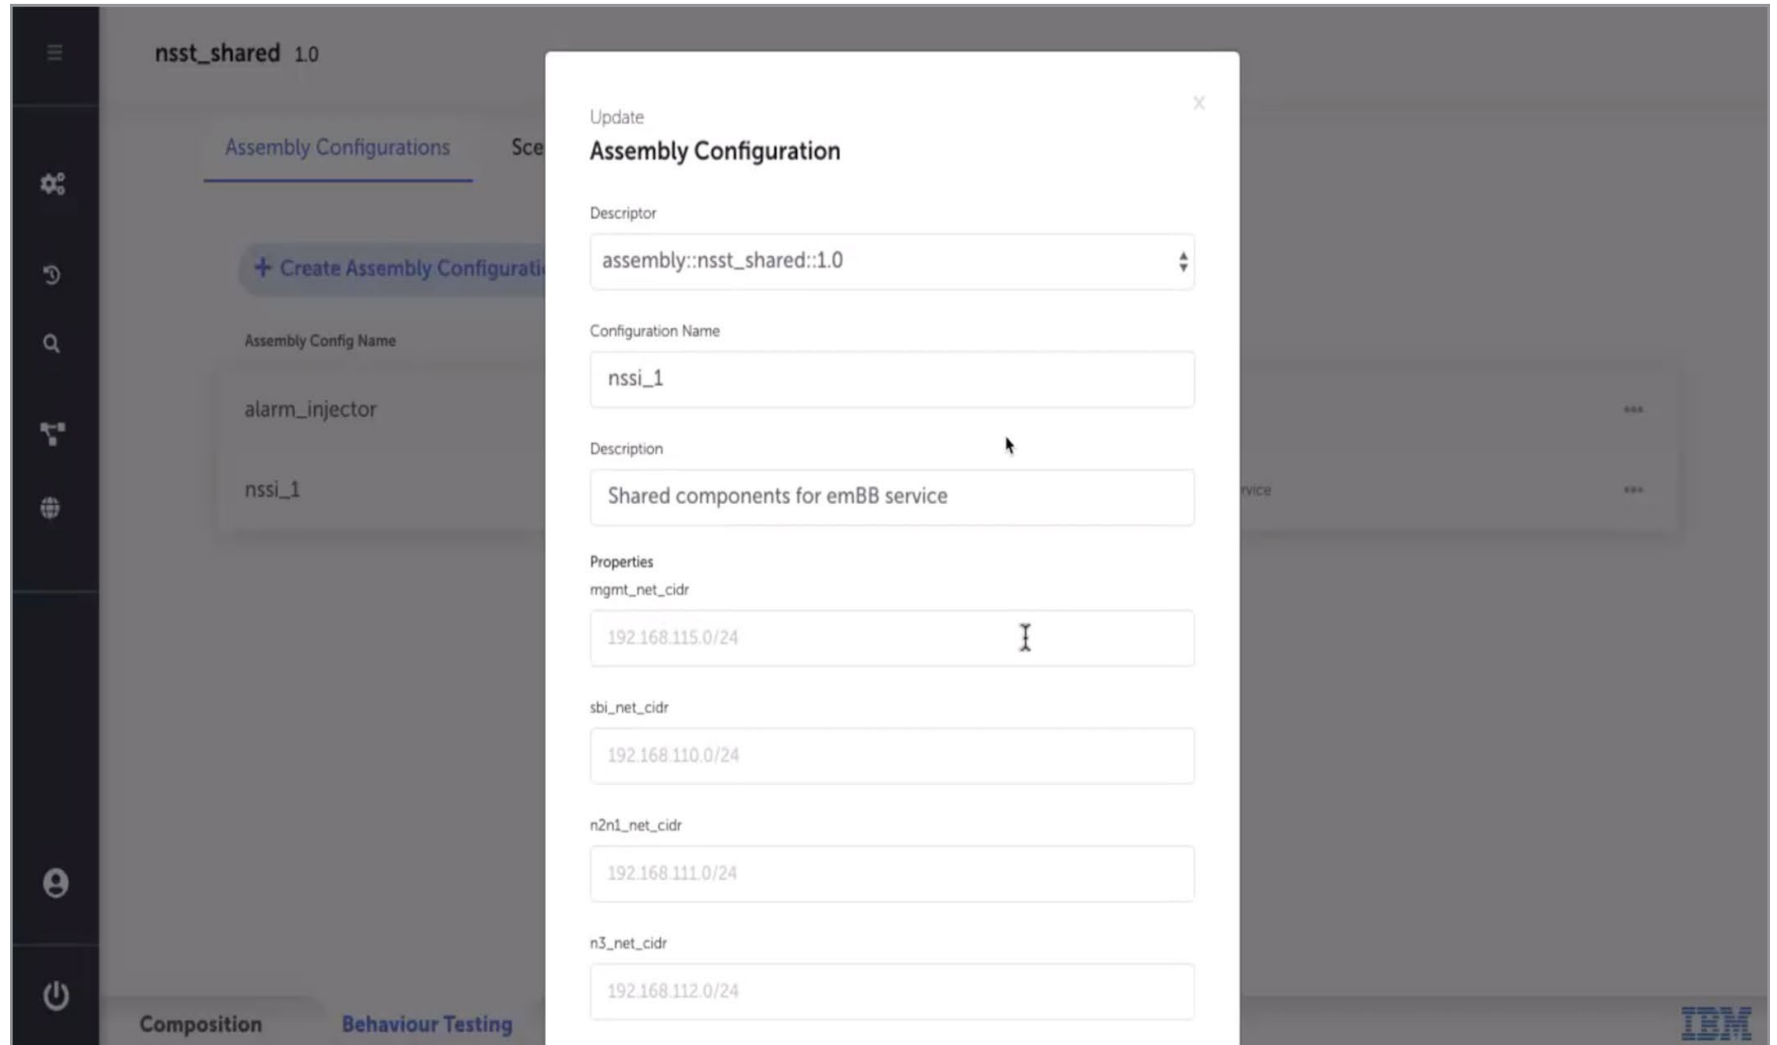 nsst_shared 1.0
Assembly Configurations
Sce
+ Create Assembly Configurati
Assembly Config Name
alarm_injector
nssi_1
rvice
Update
x
Assembly Configuration
Descriptor
assembly::nsst_shared::1.0
Configuration Name
nssi_1
Description
Shared components for emBB service
Properties
mgmt_net_cidr
192.168.115.0/24
sbi_net_cidr
192.168.110.0/24
n2n1_net_cidr
192.168.111.0/24
n3_net_cidr
192.168.112.0/24
Composition
Behaviour Testing
IBM